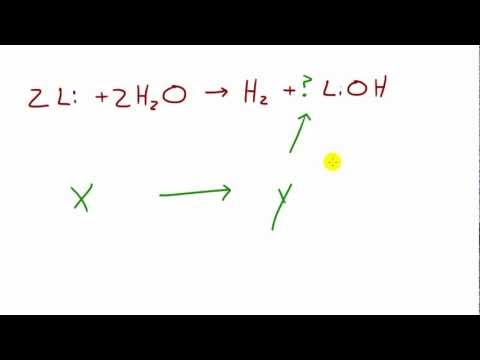 2Li + 2H₂O → H₂ + ? LiOH
X → y